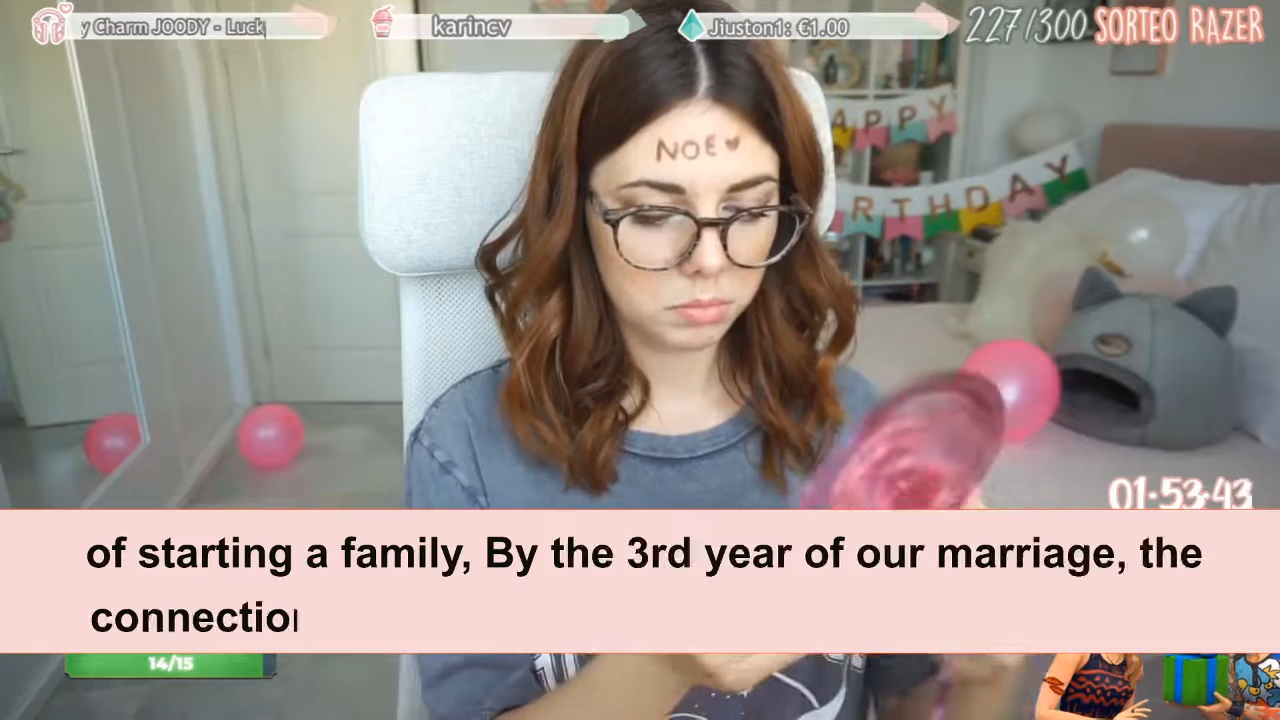 y Charm JOODY - Luck
karincv
Jiuston1: €1.00
227/300 SORTEO RAZER
NOE
APPY
RTHDAY
01:53:43
of starting a family, By the 3rd year of our marriage, the
connectio
14/15